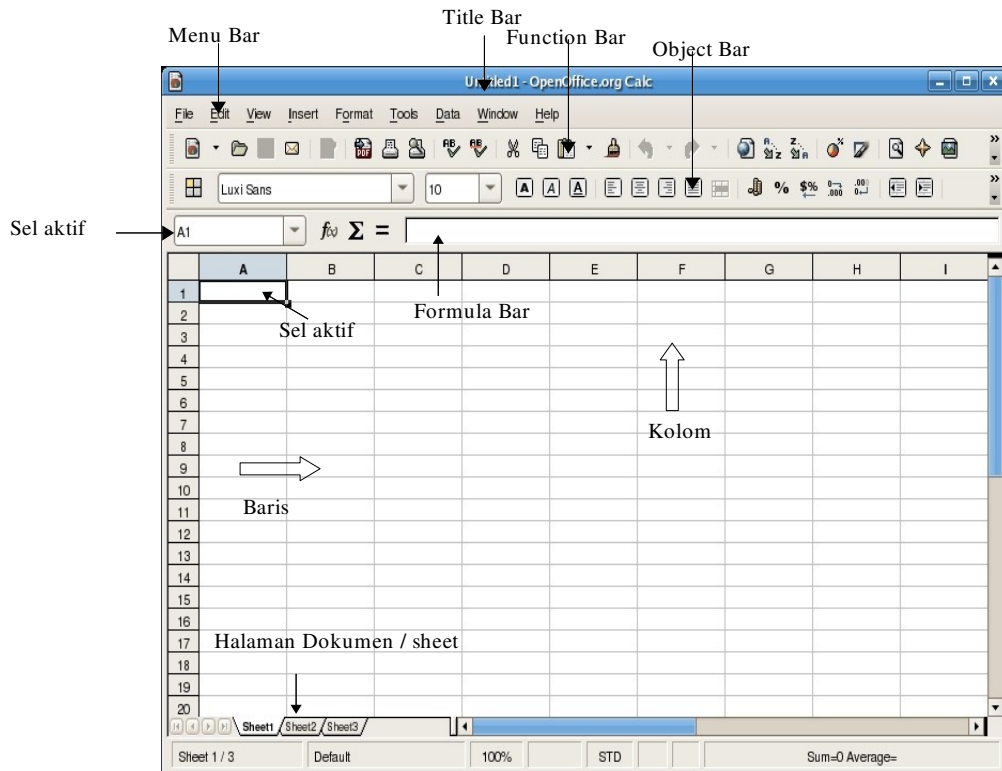 Title Bar
Menu Bar
Function Bar
Object Bar
Untitled1 - OpenOffice.org Calc
File Edit View Insert Format Tools Data Window Help
Luxi Sans 10
Sel aktif
A1 f(x) Σ =
A B C D E F G H I
1
Formula Bar
2
Sel aktif
3
4
5
6
7
Kolom
8
9
10
Baris
11
12
13
14
15
16
Halaman Dokumen / sheet
17
18
19
20
Sheet1 Sheet2 Sheet3
Sheet 1 / 3 Default 100% STD Sum=0 Average=